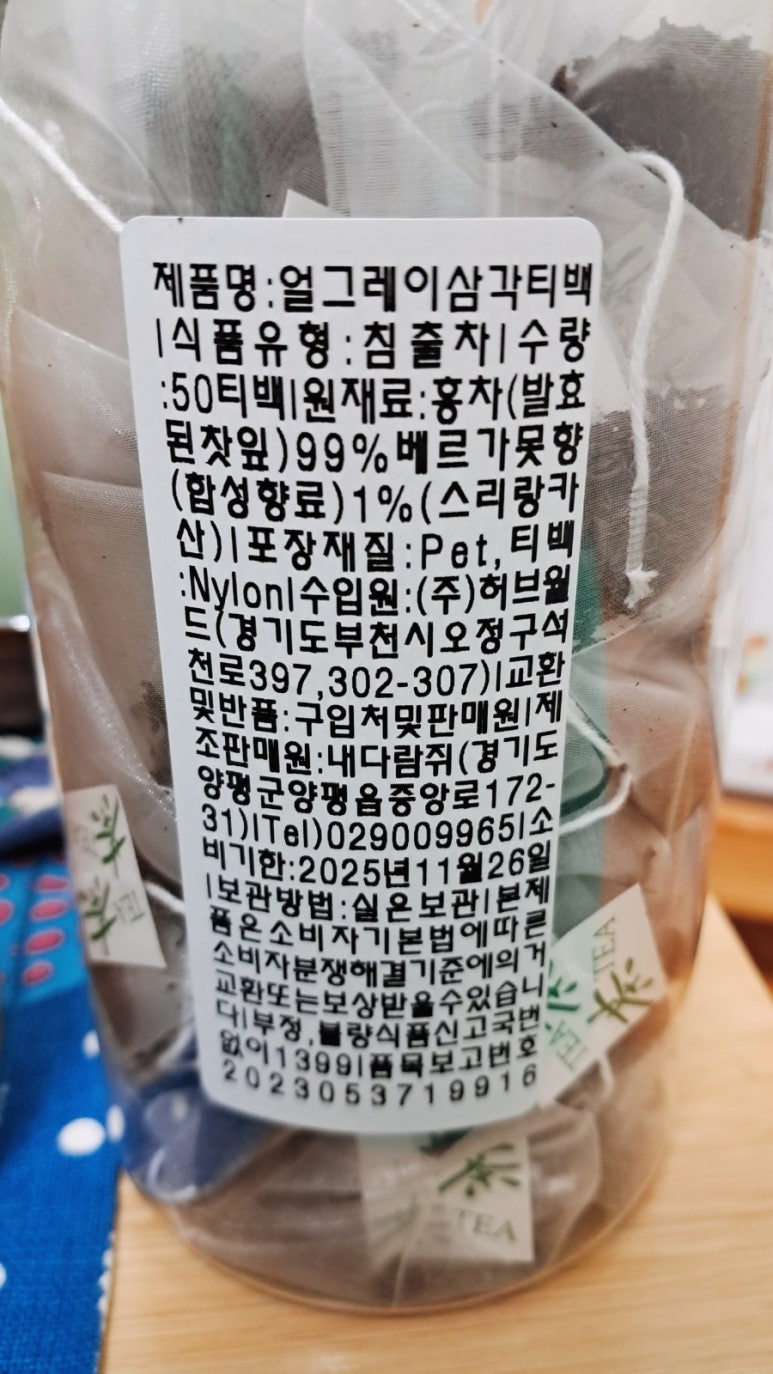 제품명:얼그레이삼각티백
|식품유형:침출차|수량
:50티백|원재료:홍차(발효
된찻잎)99%베르가못향
(합성향료)1%(스리랑카
산)|포장재질:Pet,티백
:Nylon|수입원:(주)허브월
드(경기도부천시오정구석
천로397,302-307)|교환
및반품:구입처및판매원|제
조판매원:내다람쥐(경기도
양평군양평읍중앙로172-
31)|Tel)029009965|소
비기한:2025년11월26일
|보관방법:실온보관|본제
품은소비자기본법에따른
소비자분쟁해결기준에의거
교환또는보상받을수있습니
다|부정,불량식품신고국번
없이1399|품목보고번호
2023053719916
茶
TEA
茶
TEA
茶
TEA
茶
TEA